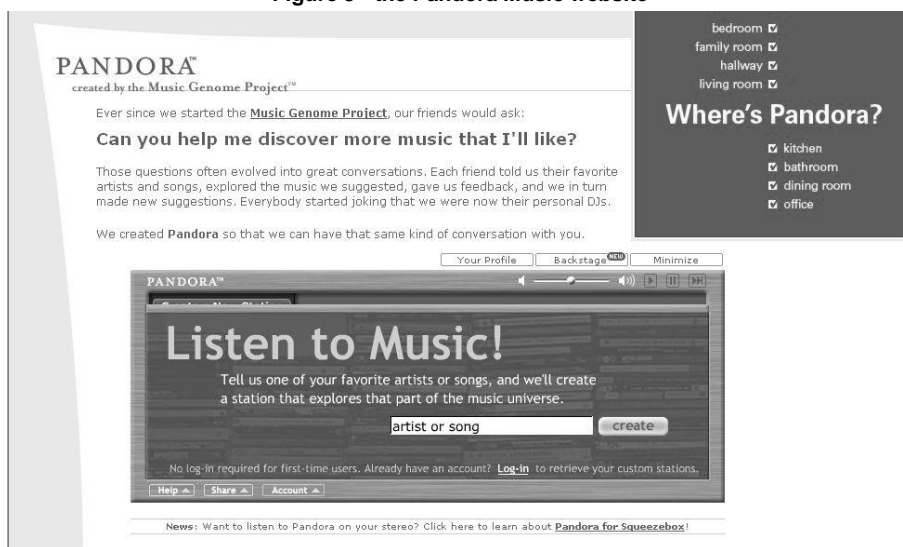 PANDORA™
created by the Music Genome Project™
Ever since we started the Music Genome Project, our friends would ask:
Can you help me discover more music that I'll like?
Those questions often evolved into great conversations. Each friend told us their favorite
artists and songs, explored the music we suggested, gave us feedback, and we in turn
made new suggestions. Everybody started joking that we were now their personal DJs.
We created Pandora so that we can have that same kind of conversation with you.
bedroom
family room
hallway
living room
Where's Pandora?
kitchen
bathroom
dining room
office
Your Profile Backstage NEW Minimize
PANDORA™
Listen to Music!
Tell us one of your favorite artists or songs, and we'll create
a station that explores that part of the music universe.
artist or song create
No log-in required for first-time users. Already have an account? Log-in to retrieve your custom stations.
Help Share Account
News: Want to listen to Pandora on your stereo? Click here to learn about Pandora for Squeezebox!